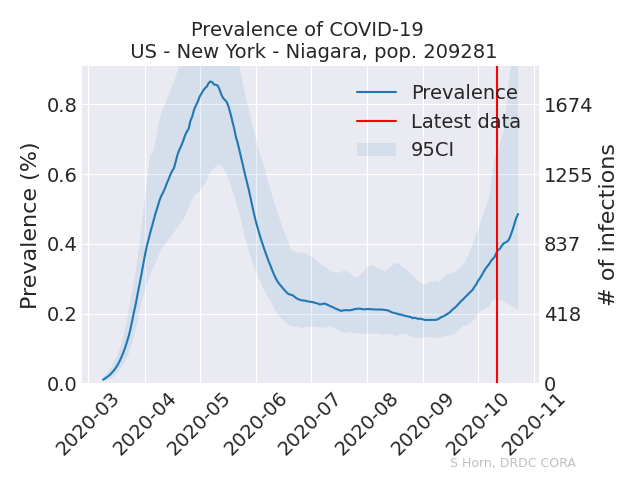 Prevalence of COVID-19
US - New York - Niagara, pop. 209281
Prevalence (%)
0.8
0.6
0.4
0.2
0.0
Prevalence
Latest data
95CI
1674
1255
837
418
0
# of infections
2020-03
2020-04
2020-05
2020-06
2020-07
2020-08
2020-09
2020-10
2020-11
S Horn, DRDC CORA